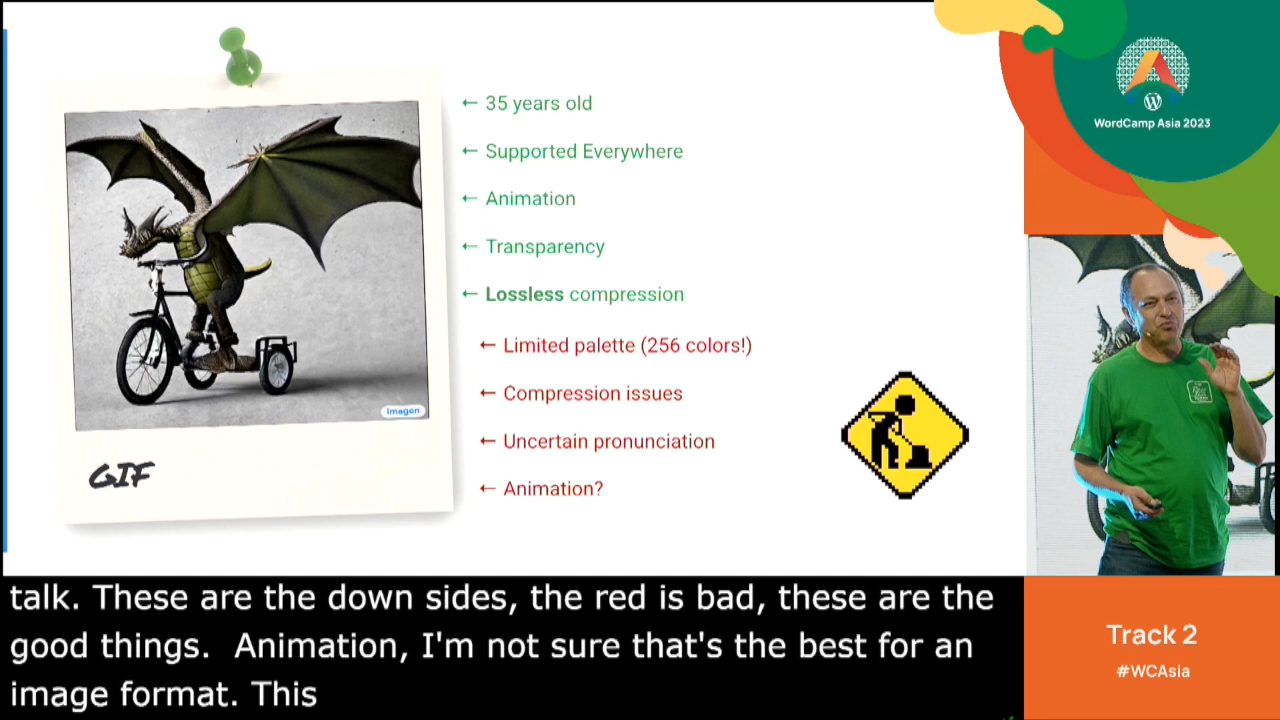 ← 35 years old
← Supported Everywhere
← Animation
← Transparency
← Lossless compression
← Limited palette (256 colors!)
← Compression issues
← Uncertain pronunciation
← Animation?
Imagen
GIF
WordCamp Asia 2023
talk. These are the down sides, the red is bad, these are the
good things.  Animation, I'm not sure that's the best for an
image format. This
Track 2
#WCAsia